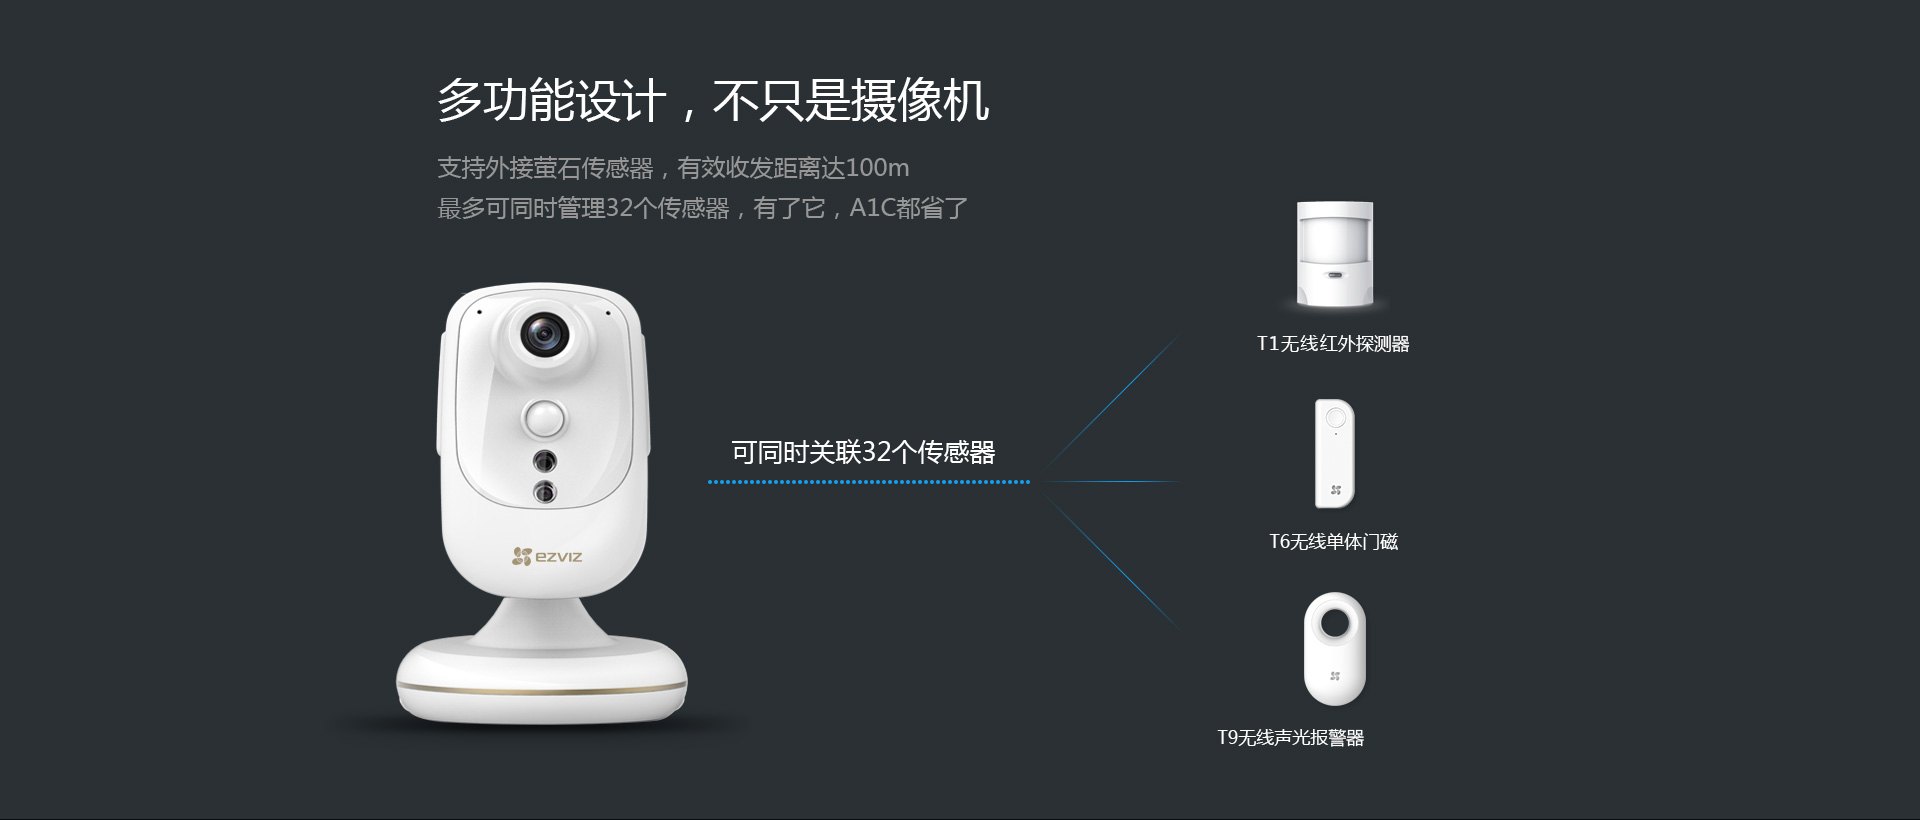 多功能设计，不只是摄像机
支持外接萤石传感器，有效收发距离达100m
最多可同时管理32个传感器，有了它，A1C都省了
T1无线红外探测器
可同时关联32个传感器
T6无线单体门磁
ezviz
T9无线声光报警器